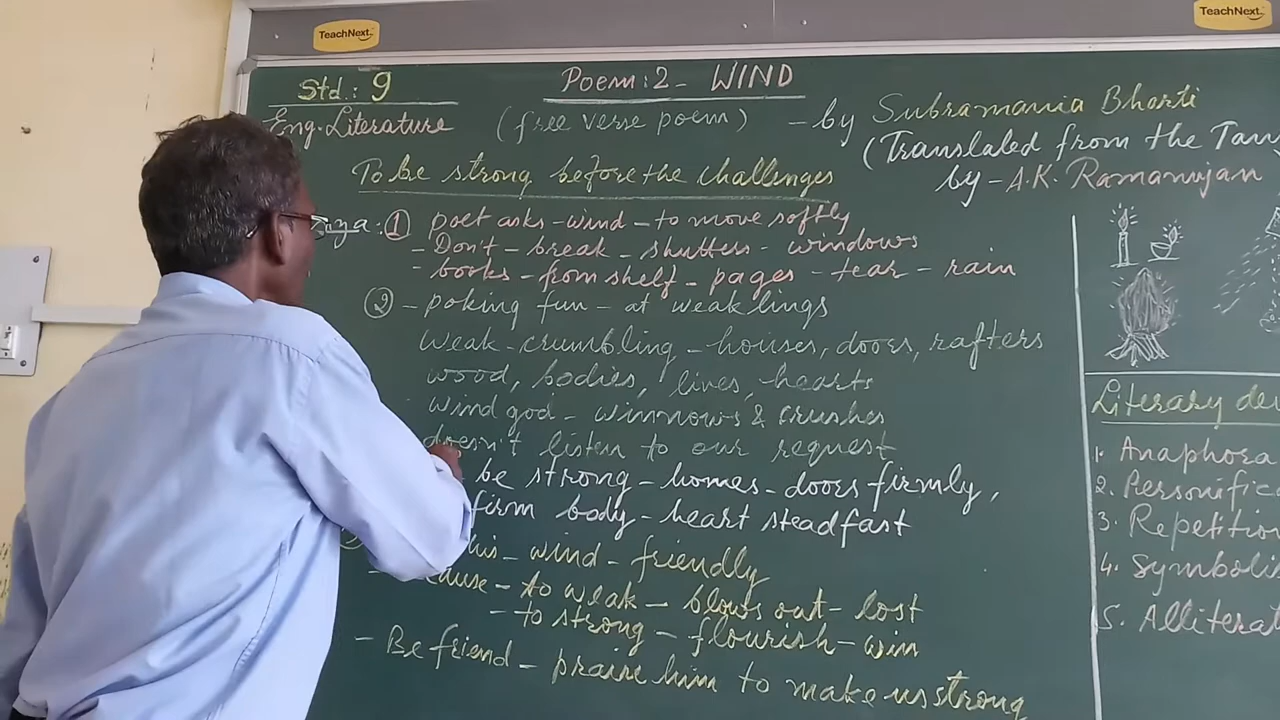 TeachNext
TeachNext
Std.: 9
Poem: 2 - WIND
Eng. Literature
(free verse poem)
- by Subramania Bharti
(Translated from the Tam
by - A.K. Ramanujan
To be strong before the challenges
① poet asks - wind - to move softly
- Don't - break - shutters - windows
- books - from shelf - pages - tear - rain
② - poking fun - at weaklings
Weak - crumbling - houses, doors, rafters
wood, bodies, lives, hearts
wind god - winnows & crushes
doesn't listen to our request
be strong - homes - doors firmly,
firm body - heart steadfast
wind - friendly
- to weak - blows out - lost
- to strong - flourish - win
- Be friend - praise him to make us strong
Literary de
1. Anaphora
2. Personific
3. Repetition
4. Symboli
5. Alliterat